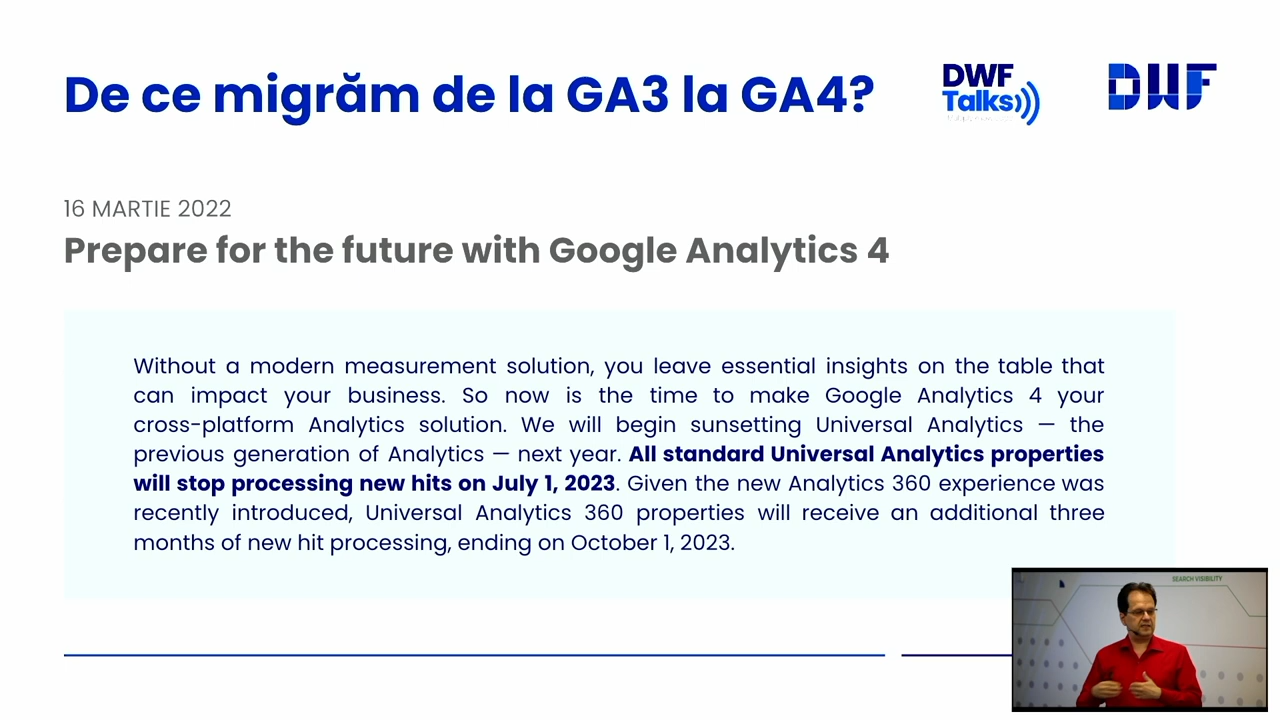 De ce migrăm de la GA3 la GA4?
DWF
Talks
DWF
16 MARTIE 2022
Prepare for the future with Google Analytics 4
Without a modern measurement solution, you leave essential insights on the table that
can impact your business. So now is the time to make Google Analytics 4 your
cross-platform Analytics solution. We will begin sunsetting Universal Analytics — the
previous generation of Analytics — next year. All standard Universal Analytics properties
will stop processing new hits on July 1, 2023. Given the new Analytics 360 experience was
recently introduced, Universal Analytics 360 properties will receive an additional three
months of new hit processing, ending on October 1, 2023.
SEARCH VISIBILITY